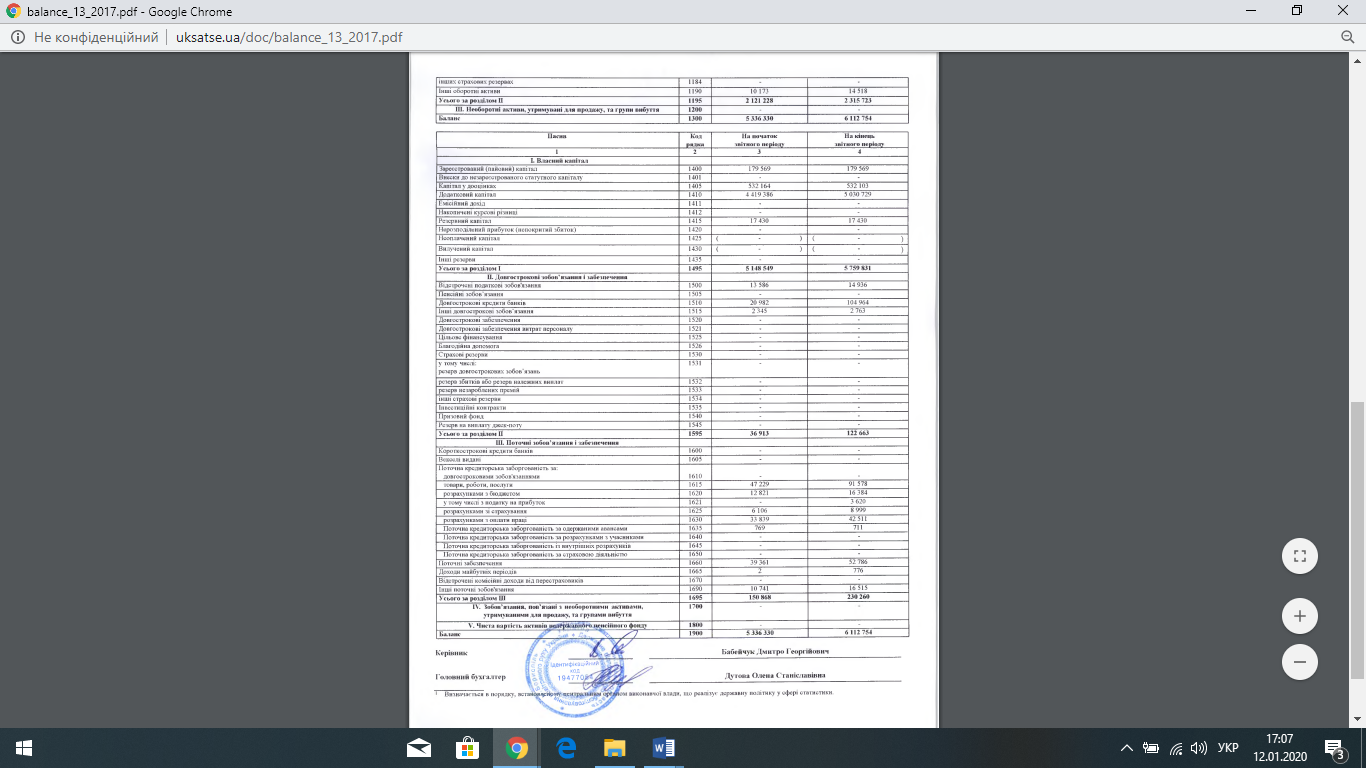 balance_13_2017.pdf - Google Chrome
Не конфіденційний uksatse.ua/doc/balance_13_2017.pdf
інших страхових резервах 1184 - -
Інші оборотні активи 1190 10 173 14 518
Усього за розділом II 1195 2 121 228 2 315 723
III. Необоротні активи, утримувані для продажу, та групи вибуття 1200 - -
Баланс 1300 5 336 330 6 112 754
Пасив Код рядка На початок звітного періоду На кінець звітного періоду
1 2 3 4
I. Власний капітал
Зареєстрований (пайовий) капітал 1400 179 569 179 569
Внески до незареєстрованого статутного капіталу 1401 - -
Капітал у дооцінках 1405 532 164 532 103
Додатковий капітал 1410 4 419 386 5 030 729
Емісійний дохід 1411 - -
Накопичені курсові різниці 1412 - -
Резервний капітал 1415 17 430 17 430
Нерозподілений прибуток (непокритий збиток) 1420 - -
Неоплачений капітал 1425 ( - ) ( - )
Вилучений капітал 1430 ( - ) ( - )
Інші резерви 1435 - -
Усього за розділом I 1495 5 148 549 5 759 831
II. Довгострокові зобов'язання і забезпечення
Відстрочені податкові зобов'язання 1500 13 586 14 936
Пенсійні зобов'язання 1505 - -
Довгострокові кредити банків 1510 20 982 104 964
Інші довгострокові зобов'язання 1515 2 345 2 763
Довгострокові забезпечення 1520 - -
Довгострокові забезпечення витрат персоналу 1521 - -
Цільове фінансування 1525 - -
Благодійна допомога 1526 - -
Страхові резерви 1530 - -
у тому числі: 1531 - -
резерв довгострокових зобов'язань
резерв збитків або резерв належних виплат 1532 - -
резерв незароблених премій 1533 - -
інші страхові резерви 1534 - -
Інвестиційні контракти 1535 - -
Призовий фонд 1540 - -
Резерв на виплату джек-поту 1545 - -
Усього за розділом II 1595 36 913 122 663
III. Поточні зобов'язання і забезпечення
Короткострокові кредити банків 1600 - -
Векселі видані 1605 - -
Поточна кредиторська заборгованість за:
довгостроковими зобов'язаннями 1610 - -
товари, роботи, послуги 1615 47 229 91 578
розрахунками з бюджетом 1620 12 821 16 384
у тому числі з податку на прибуток 1621 - 3 620
розрахунками зі страхування 1625 6 106 8 999
розрахунками з оплати праці 1630 33 839 42 511
Поточна кредиторська заборгованість за одержаними авансами 1635 769 711
Поточна кредиторська заборгованість за розрахунками з учасниками 1640 - -
Поточна кредиторська заборгованість із внутрішніх розрахунків 1645 - -
Поточна кредиторська заборгованість за страховою діяльністю 1650 - -
Поточні забезпечення 1660 39 361 52 786
Доходи майбутніх періодів 1665 2 776
Відстрочені комісійні доходи від перестраховиків 1670 - -
Інші поточні зобов'язання 1690 10 741 16 515
Усього за розділом III 1695 150 868 230 260
IV. Зобов'язання, пов'язані з необоротними активами, 1700 - -
утримуваними для продажу, та групами вибуття
V. Чиста вартість активів недержавного пенсійного фонду 1800 - -
Баланс 1900 5 336 330 6 112 754
Керівник Бабейчук Дмитро Георгійович
Ідентифікаційний
код
19477064
Головний бухгалтер Дутова Олена Станіславівна
1 Визначається в порядку, встановленому центральним органом виконавчої влади, що реалізує державну політику у сфері статистики.
УКР
17:07
12.01.2020
3